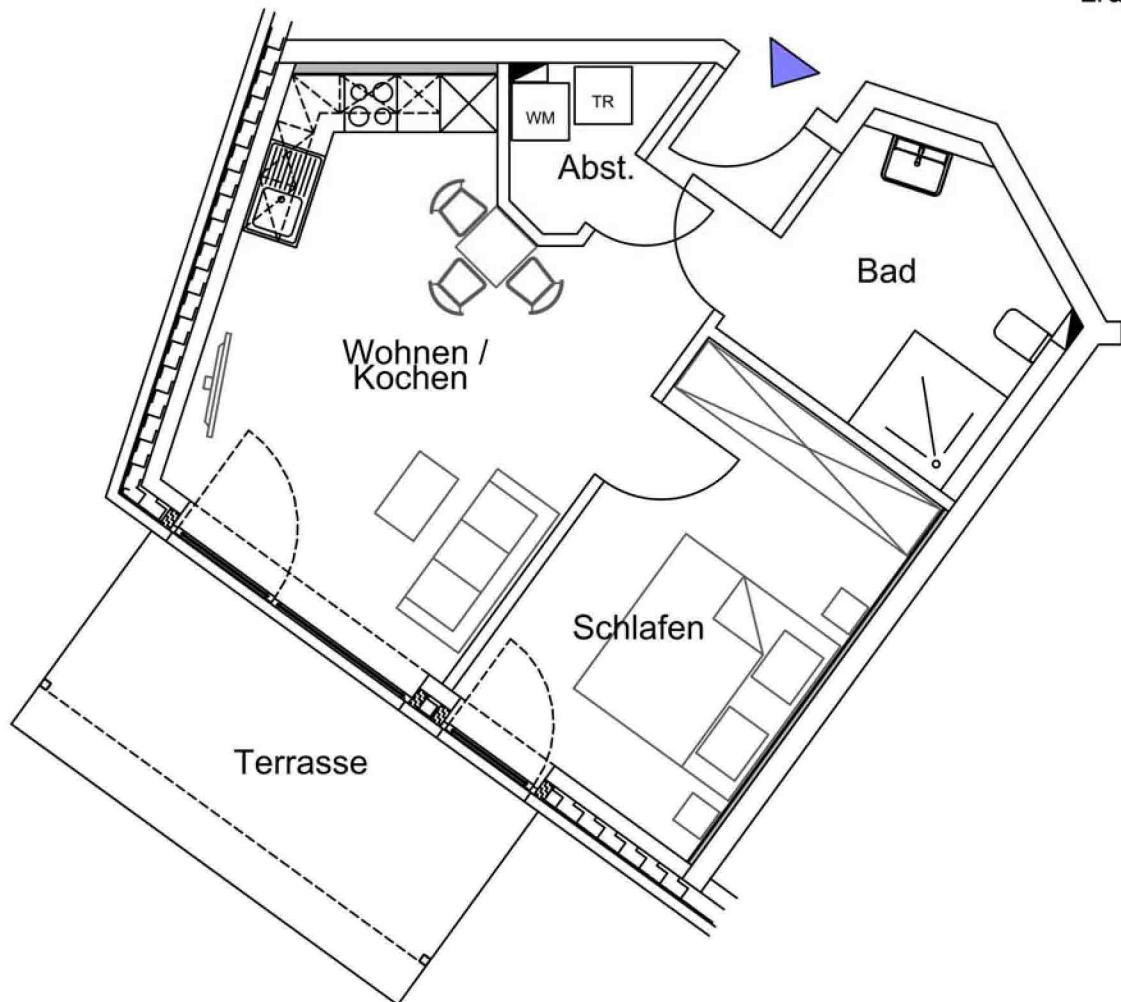 WM
TR
Abst.
Bad
Wohnen /
Kochen
Schlafen
Terrasse